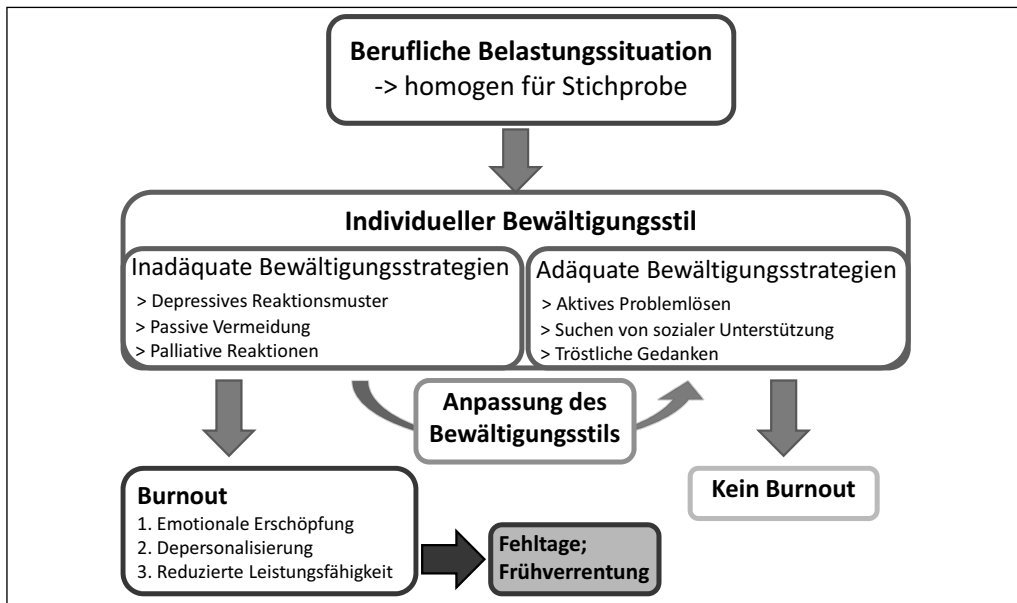 Berufliche Belastungssituation
-> homogen für Stichprobe
Individueller Bewältigungsstil
Inadäquate Bewältigungsstrategien
> Depressives Reaktionsmuster
> Passive Vermeidung
> Palliative Reaktionen
Adäquate Bewältigungsstrategien
> Aktives Problemlösen
> Suchen von sozialer Unterstützung
> Tröstliche Gedanken
Anpassung des
Bewältigungsstils
Burnout
1. Emotionale Erschöpfung
2. Depersonalisierung
3. Reduzierte Leistungsfähigkeit
Fehltage;
Frühverrentung
Kein Burnout